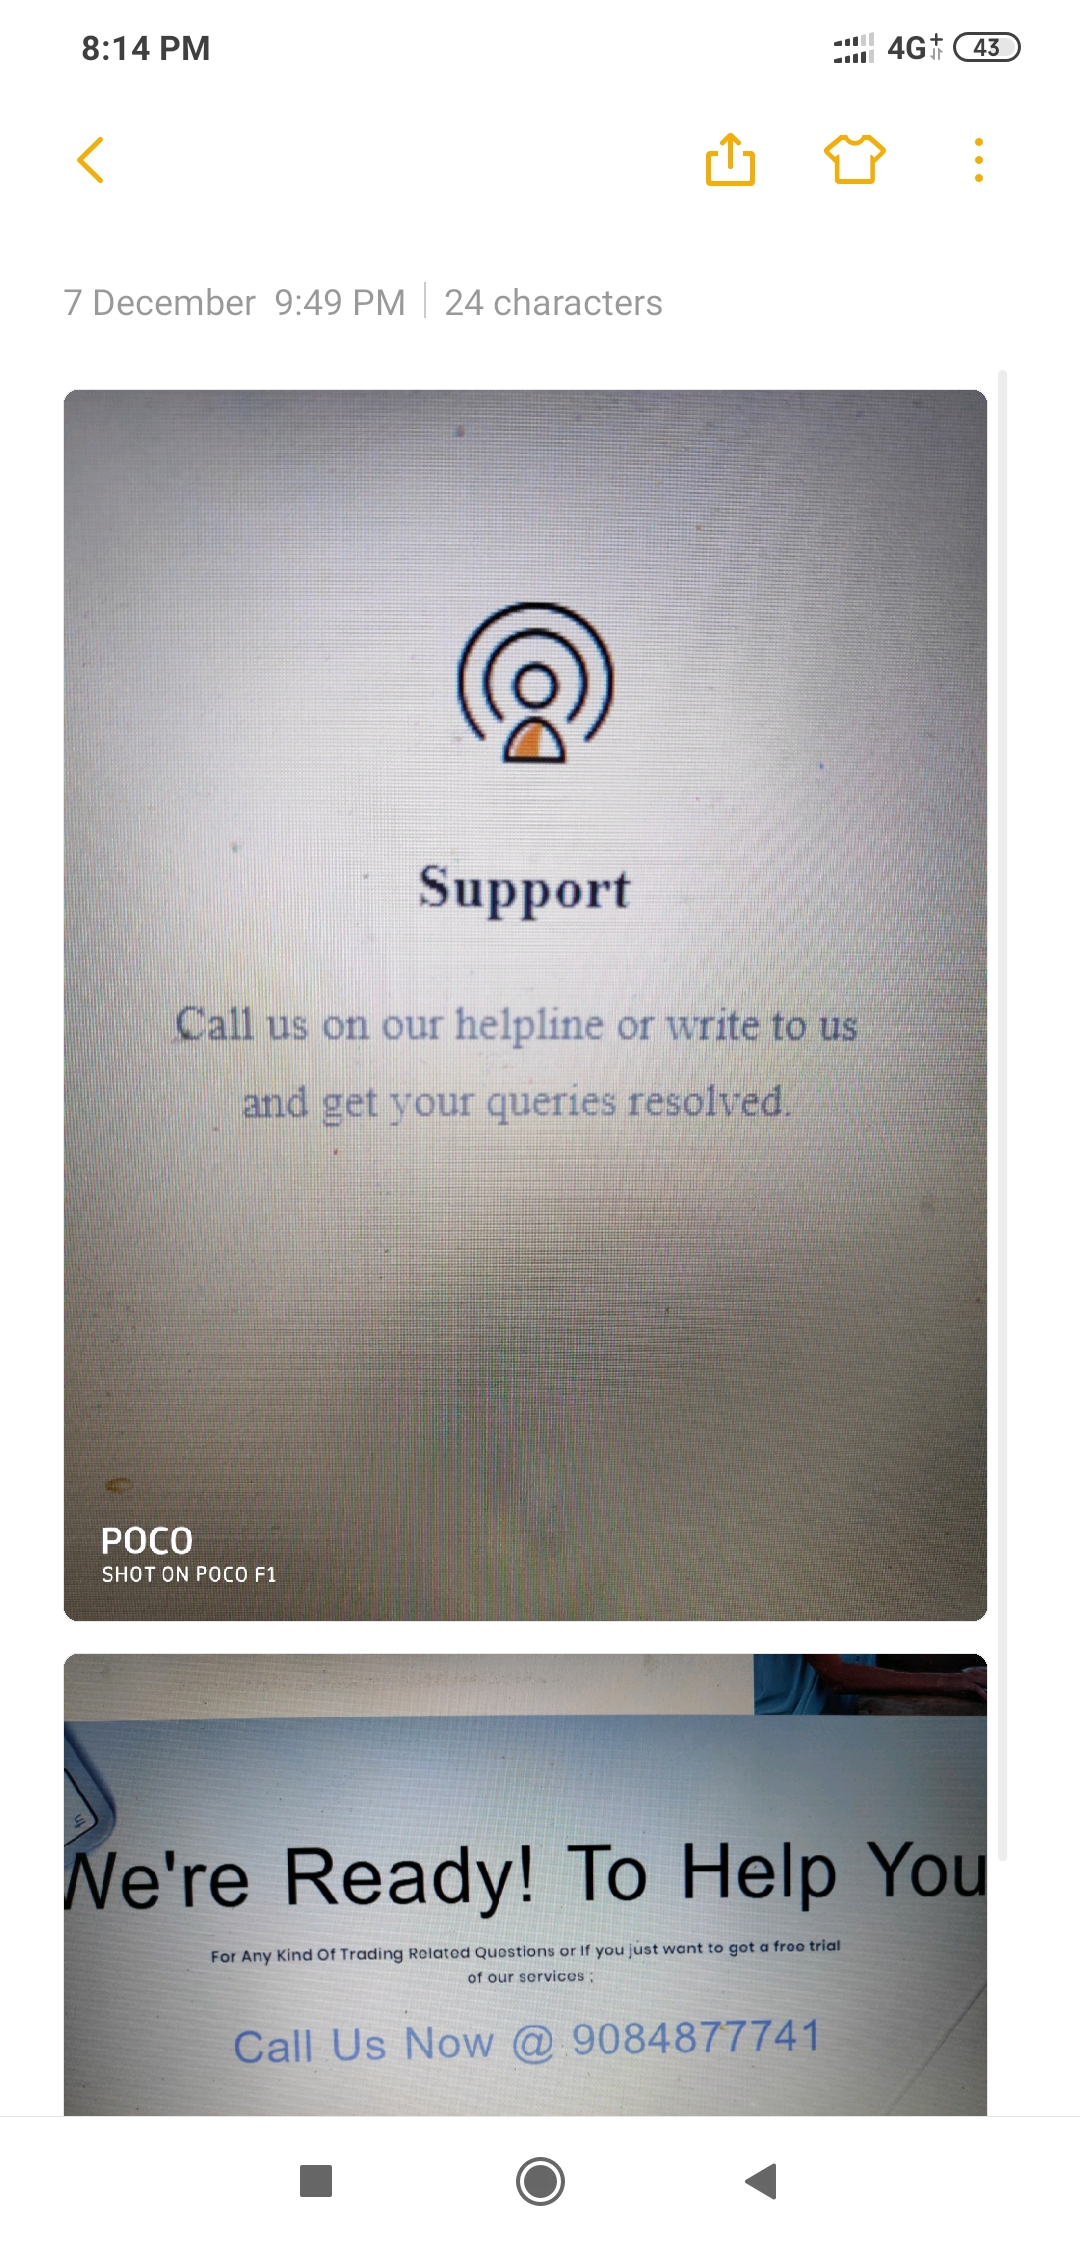 8:14 PM
4G+ 43
7 December 9:49 PM | 24 characters
Support
Call us on our helpline or write to us
and get your queries resolved.
POCO
SHOT ON POCO F1
We're Ready! To Help You
For Any Kind Of Trading Related Questions or If you just want to get a free trial
of our services ;
Call Us Now @ 9084877741